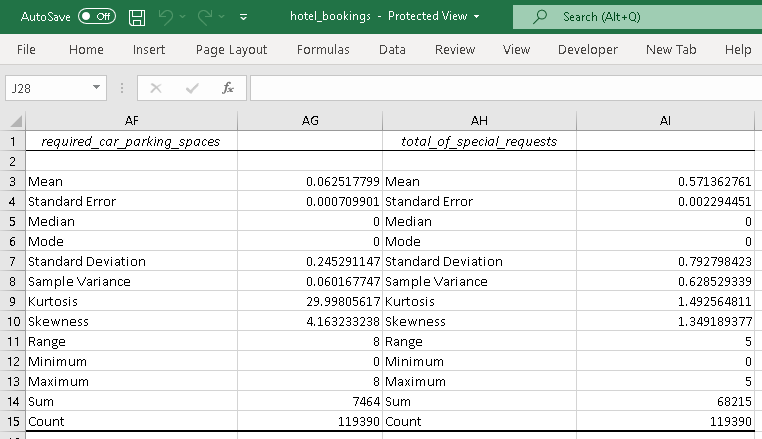 AutoSave Off hotel_bookings - Protected View Search (Alt+Q)
File Home Insert Page Layout Formulas Data Review View Developer New Tab Help
J28 fx
AF AG AH AI
1 required_car_parking_spaces total_of_special_requests
2
3 Mean 0.062517799 Mean 0.571362761
4 Standard Error 0.000709901 Standard Error 0.002294451
5 Median 0 Median 0
6 Mode 0 Mode 0
7 Standard Deviation 0.245291147 Standard Deviation 0.792798423
8 Sample Variance 0.060167747 Sample Variance 0.628529339
9 Kurtosis 29.99805617 Kurtosis 1.492564811
10 Skewness 4.163233238 Skewness 1.349189377
11 Range 8 Range 5
12 Minimum 0 Minimum 0
13 Maximum 8 Maximum 5
14 Sum 7464 Sum 68215
15 Count 119390 Count 119390